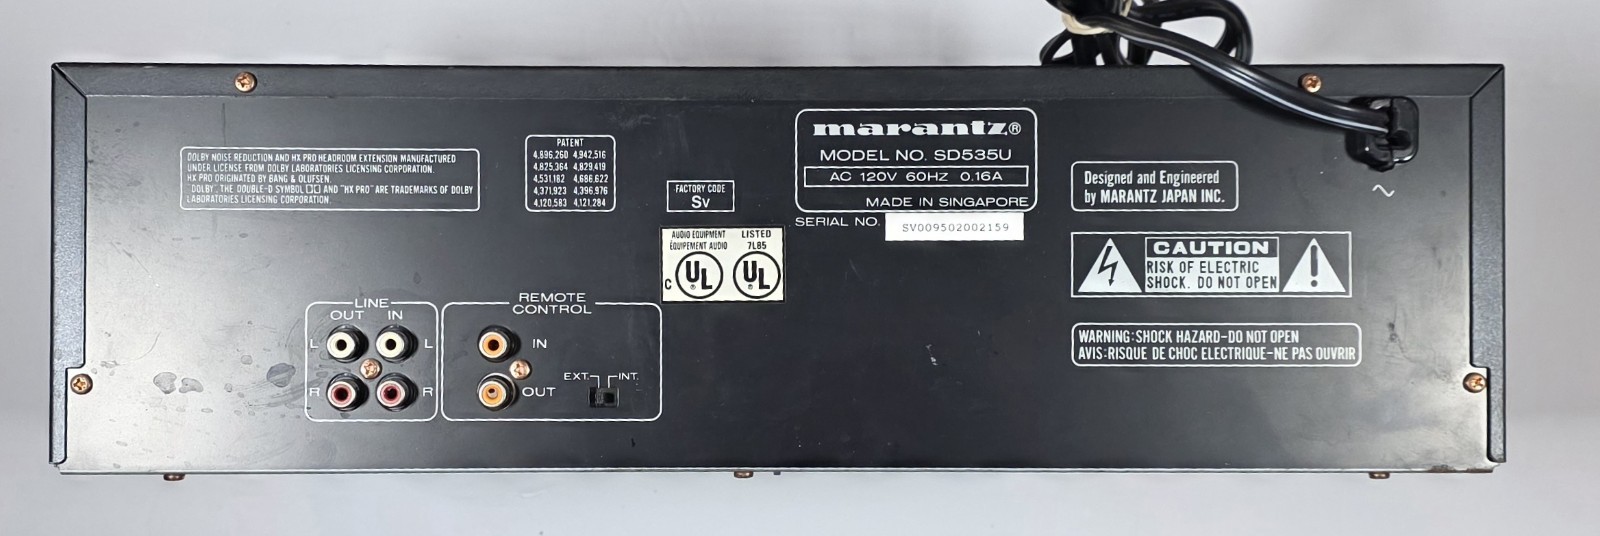 DOLBY NOISE REDUCTION AND HX PRO HEADROOM EXTENSION MANUFACTURED
UNDER LICENSE FROM DOLBY LABORATORIES LICENSING CORPORATION.
HX PRO ORIGINATED BY BANG & OLUFSEN.
"DOLBY", THE DOUBLE-D SYMBOL AND "HX PRO" ARE TRADEMARKS OF DOLBY
LABORATORIES LICENSING CORPORATION.
PATENT
4,696,260 4,942,516
4,825,364 4,829,419
4,531,182 4,686,622
4,371,923 4,396,976
4,120,583 4,121,284
FACTORY CODE
SV
marantz®
MODEL NO. SD535U
AC 120V 60HZ 0.16A
MADE IN SINGAPORE
SERIAL NO. SV009502002159
Designed and Engineered
by MARANTZ JAPAN INC.
AUDIO EQUIPMENT LISTED
ÉQUIPEMENT AUDIO 7L85
C UL® UL®
CAUTION
RISK OF ELECTRIC
SHOCK. DO NOT OPEN
WARNING:SHOCK HAZARD-DO NOT OPEN
AVIS:RISQUE DE CHOC ELECTRIQUE-NE PAS OUVRIR
LINE
OUT IN
L L
R R
REMOTE
CONTROL
IN
OUT
EXT. INT.